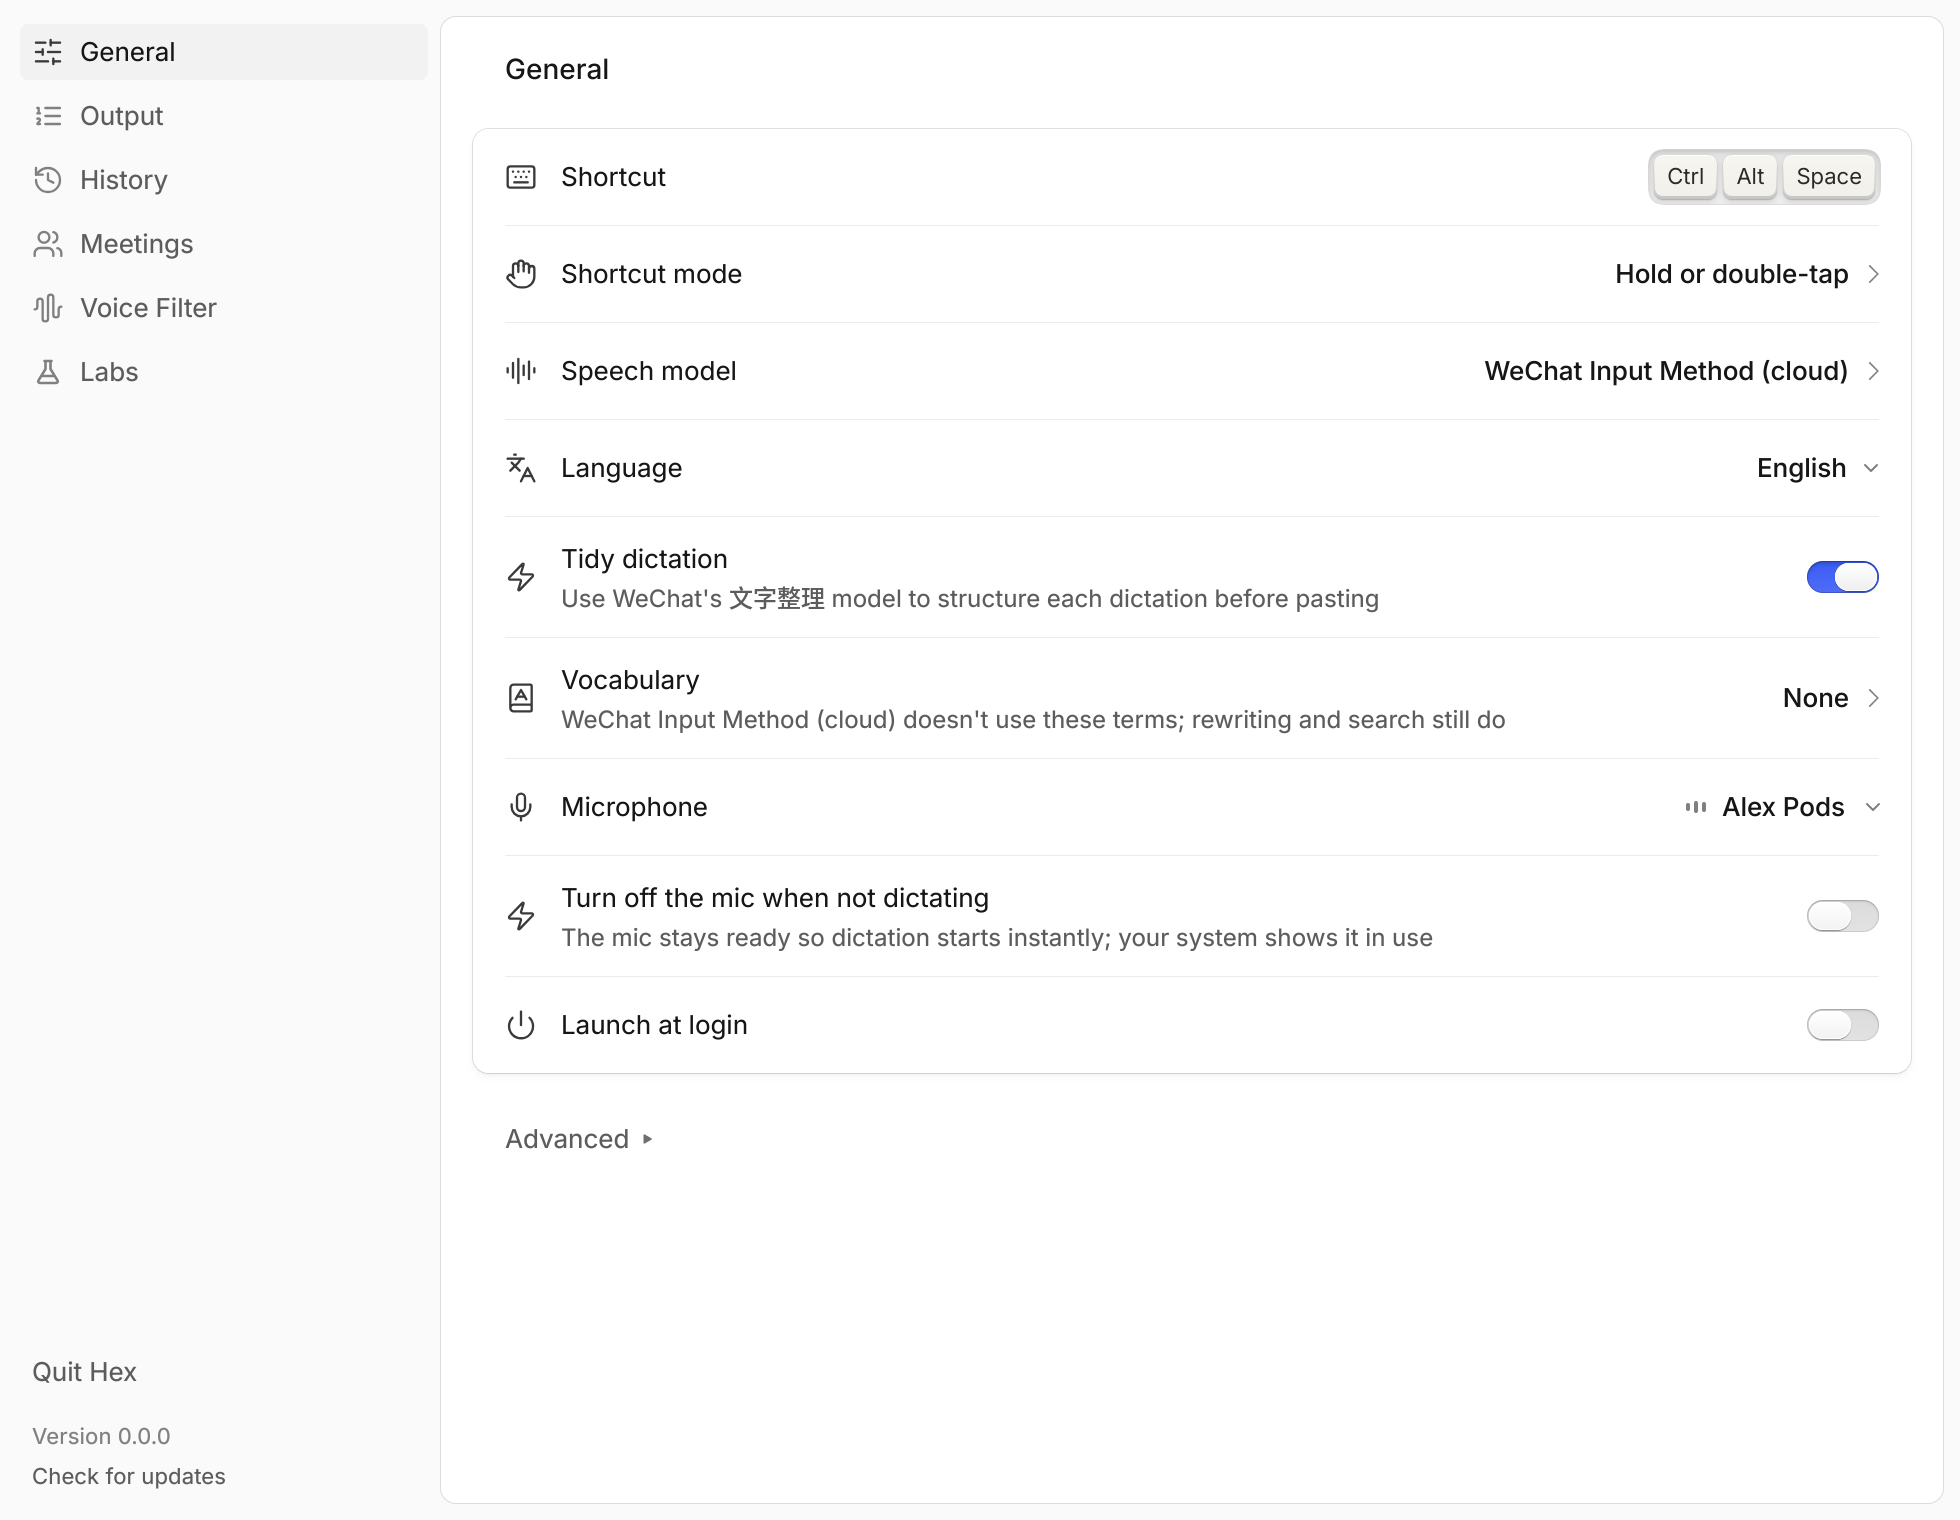 General
Output
History
Meetings
Voice Filter
Labs
Quit Hex
Version 0.0.0
Check for updates
General
Shortcut Ctrl Alt Space
Shortcut mode Hold or double-tap
Speech model WeChat Input Method (cloud)
Language English
Tidy dictation
Use WeChat's 文字整理 model to structure each dictation before pasting
Vocabulary None
WeChat Input Method (cloud) doesn't use these terms; rewriting and search still do
Microphone Alex Pods
Turn off the mic when not dictating
The mic stays ready so dictation starts instantly; your system shows it in use
Launch at login
Advanced